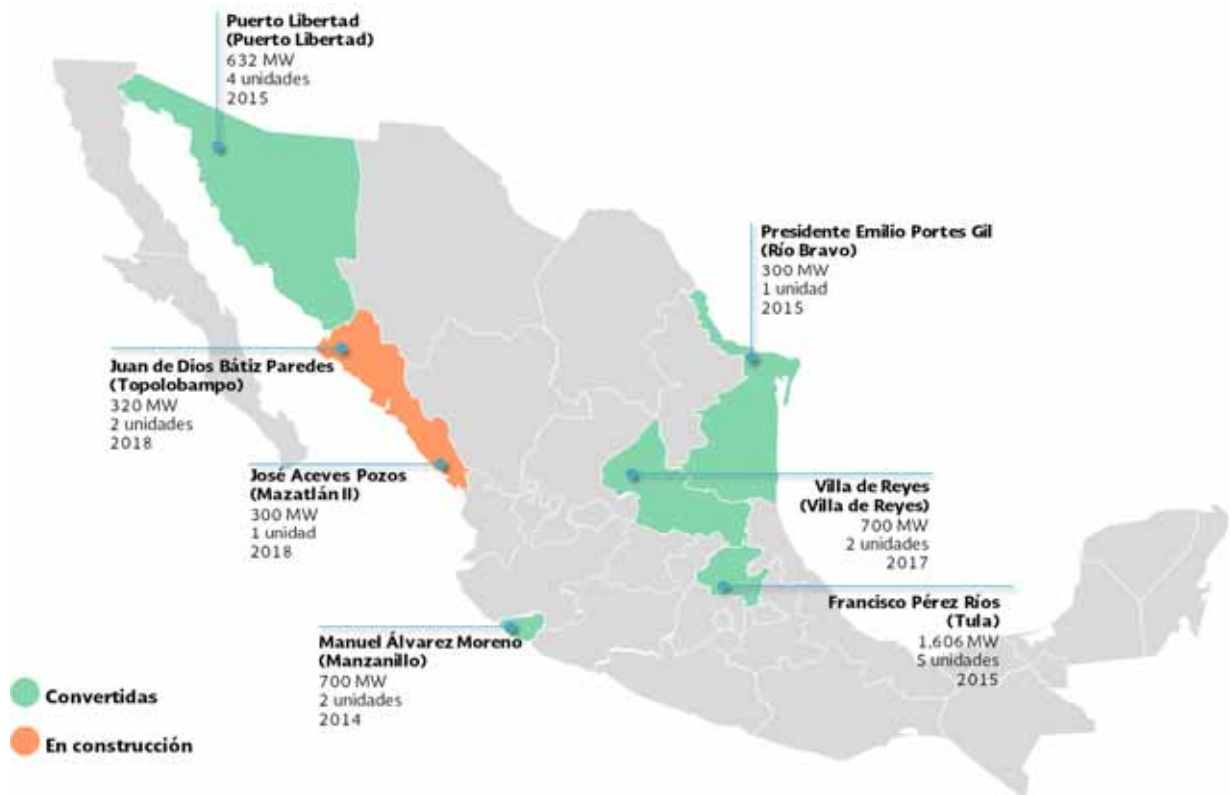 Puerto Libertad
(Puerto Libertad)
632 MW
4 unidades
2015
Presidente Emilio Portes Gil
(Río Bravo)
300 MW
1 unidad
2015
Juan de Dios Bátiz Paredes
(Topolobampo)
320 MW
2 unidades
2018
José Aceves Pozos
(Mazatlán II)
300 MW
1 unidad
2018
Villa de Reyes
(Villa de Reyes)
700 MW
2 unidades
2017
Francisco Pérez Ríos
(Tula)
1,606 MW
5 unidades
2015
Manuel Álvarez Moreno
(Manzanillo)
700 MW
2 unidades
2014
Convertidas
En construcción